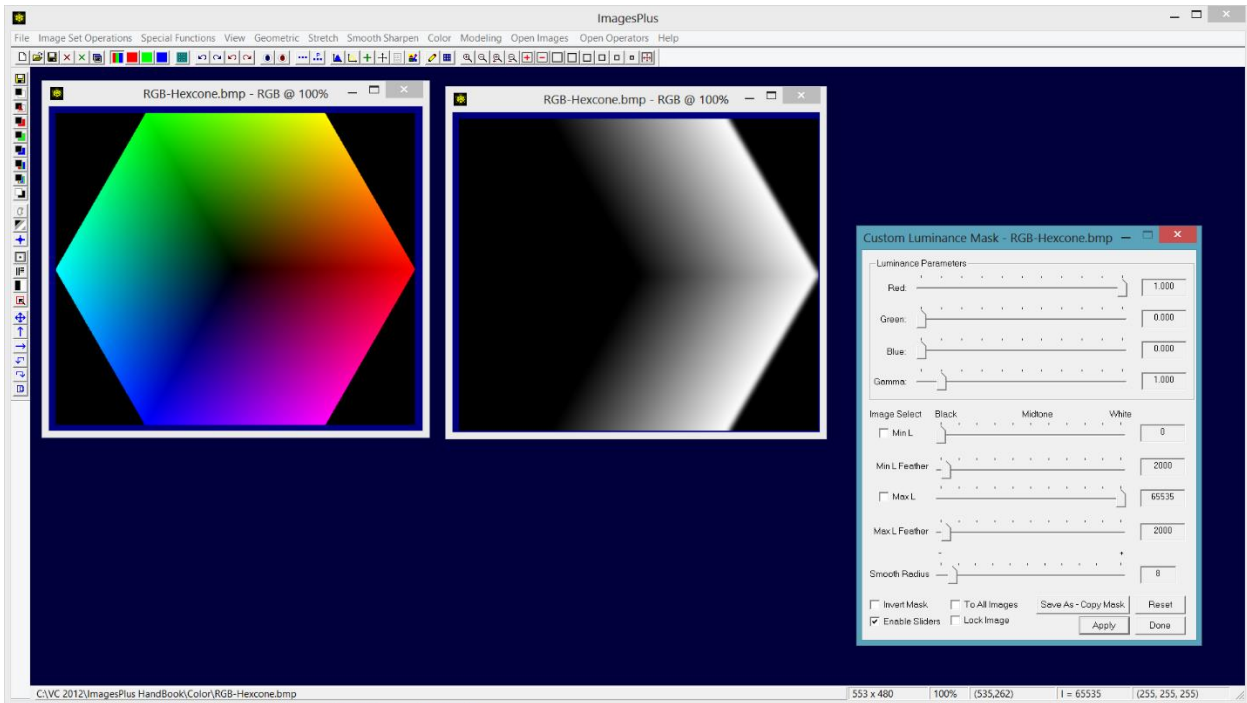 ImagesPlus
File Image Set Operations Special Functions View Geometric Stretch Smooth Sharpen Color Modeling Open Images Open Operators Help
RGB-Hexcone.bmp - RGB @ 100%
RGB-Hexcone.bmp - RGB @ 100%
Custom Luminance Mask - RGB-Hexcone.bmp
Luminance Parameters
Red: 1.000
Green: 0.000
Blue: 0.000
Gamma: 1.000
Image Select Black Midtone White
Min L 0
Min L Feather 2000
Max L 65535
Max L Feather 2000
- +
Smooth Radius 8
Invert Mask To All Images Save As - Copy Mask Reset
Enable Sliders Lock Image Apply Done
C:\VC 2012\ImagesPlus HandBook\Color\RGB-Hexcone.bmp 553 x 480 100% (535,262) I = 65535 (255, 255, 255)